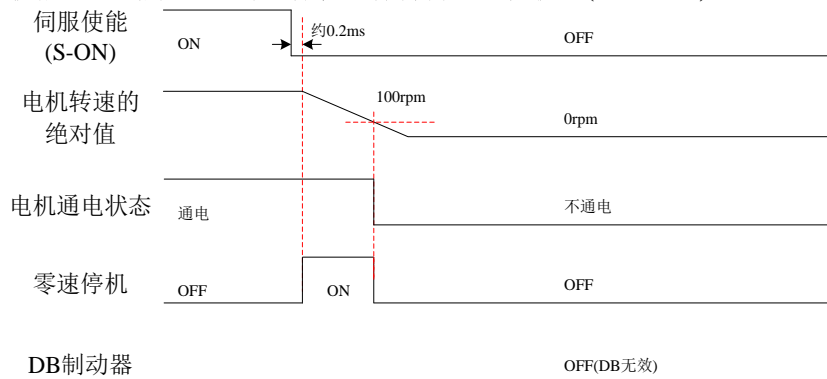 伺服使能
(S-ON)
ON
约0.2ms
OFF
电机转速的
绝对值
100rpm
0rpm
电机通电状态
通电
不通电
零速停机
OFF
ON
OFF
DB制动器
OFF(DB无效)